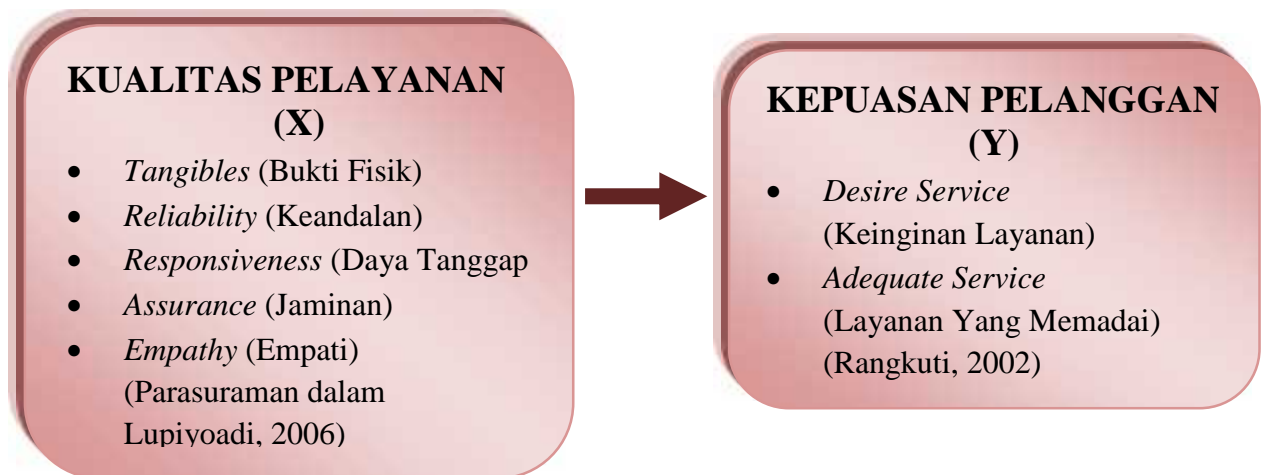 KUALITAS PELAYANAN
(X)
• Tangibles (Bukti Fisik)
• Reliability (Keandalan)
• Responsiveness (Daya Tanggap
• Assurance (Jaminan)
• Empathy (Empati)
(Parasuraman dalam
Lupiyoadi, 2006)
KEPUASAN PELANGGAN
(Y)
• Desire Service
(Keinginan Layanan)
• Adequate Service
(Layanan Yang Memadai)
(Rangkuti, 2002)